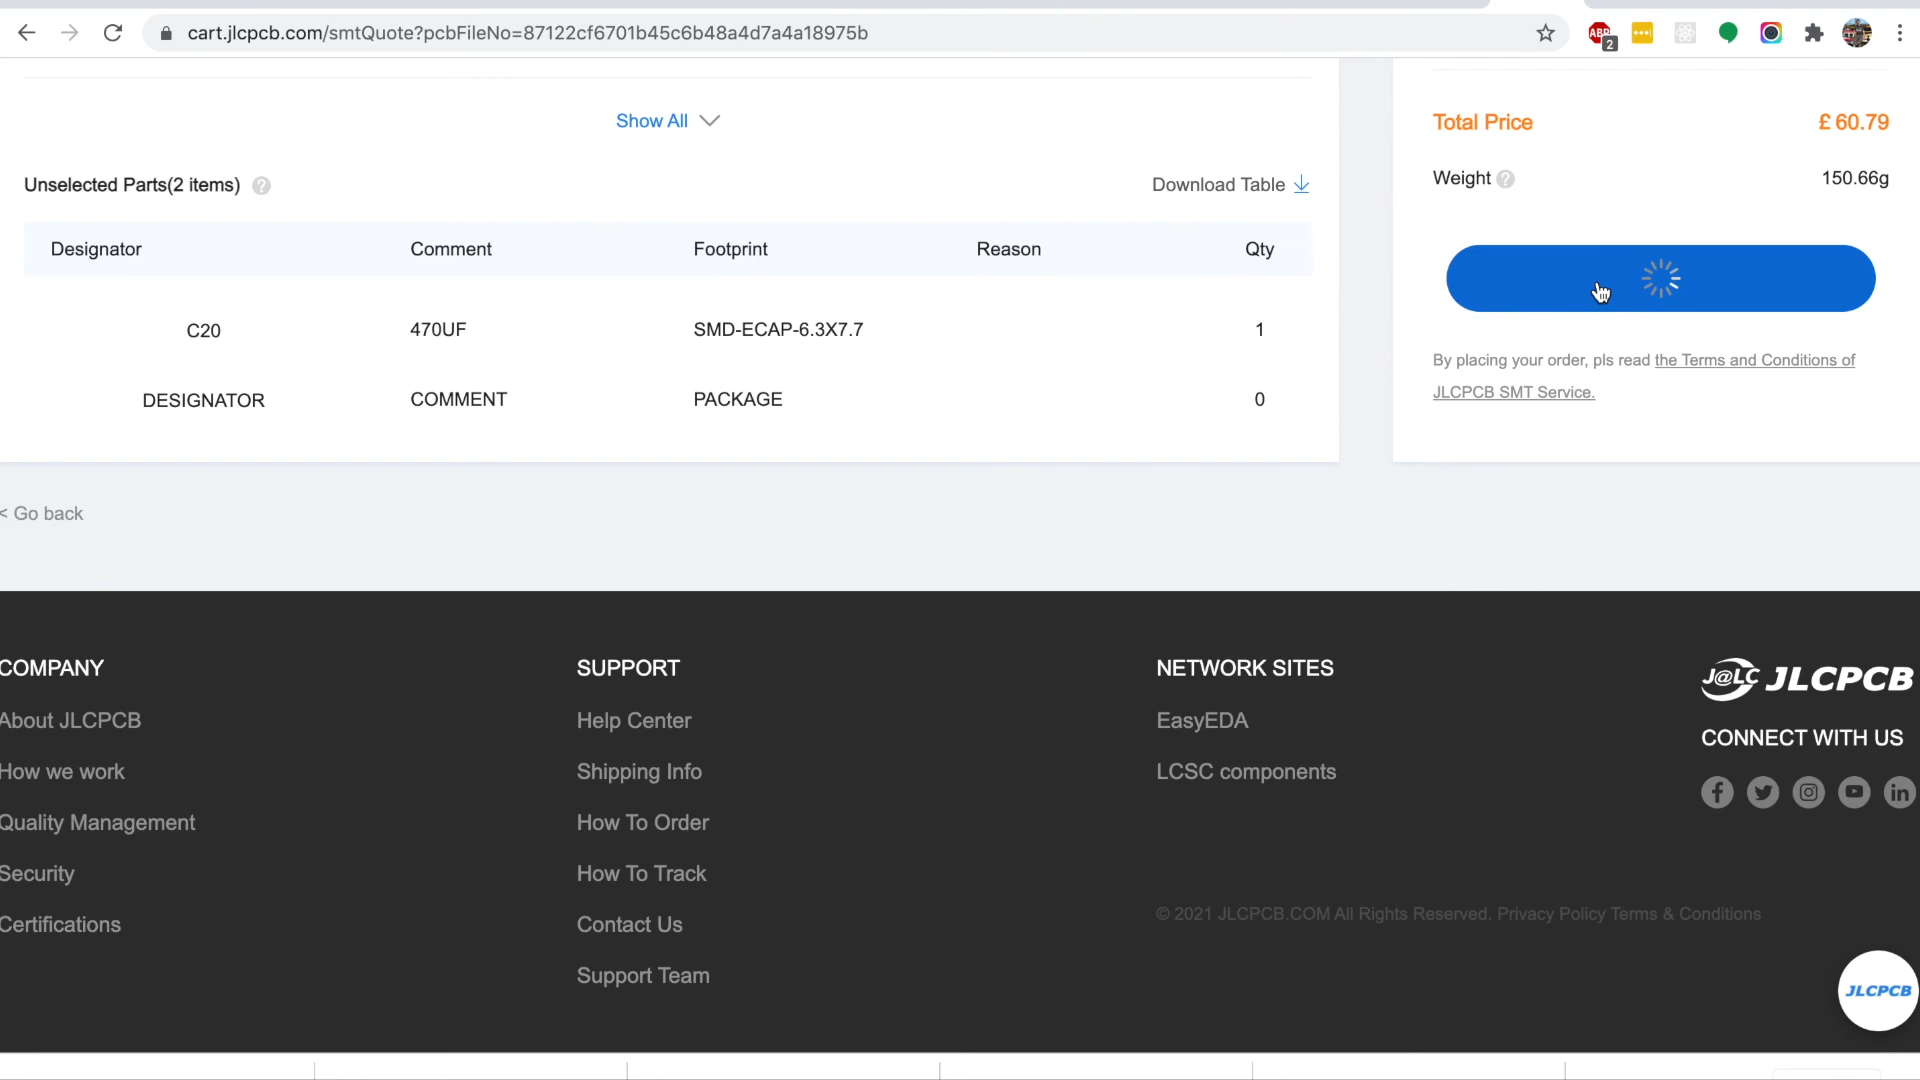 cart.jlcpcb.com/smtQuote?pcbFileNo=87122cf6701b45c6b48a4d7a4a18975b
ABP
2
Show All
Unselected Parts(2 items) ?
Download Table
Designator Comment Footprint Reason Qty
C20 470UF SMD-ECAP-6.3X7.7 1
DESIGNATOR COMMENT PACKAGE 0
Total Price £ 60.79
Weight ? 150.66g
By placing your order, pls read the Terms and Conditions of
JLCPCB SMT Service.
< Go back
COMPANY
About JLCPCB
How we work
Quality Management
Security
Certifications
SUPPORT
Help Center
Shipping Info
How To Order
How To Track
Contact Us
Support Team
NETWORK SITES
EasyEDA
LCSC components
© 2021 JLCPCB.COM All Rights Reserved. Privacy Policy Terms & Conditions
J@LC JLCPCB
CONNECT WITH US
JLCPCB